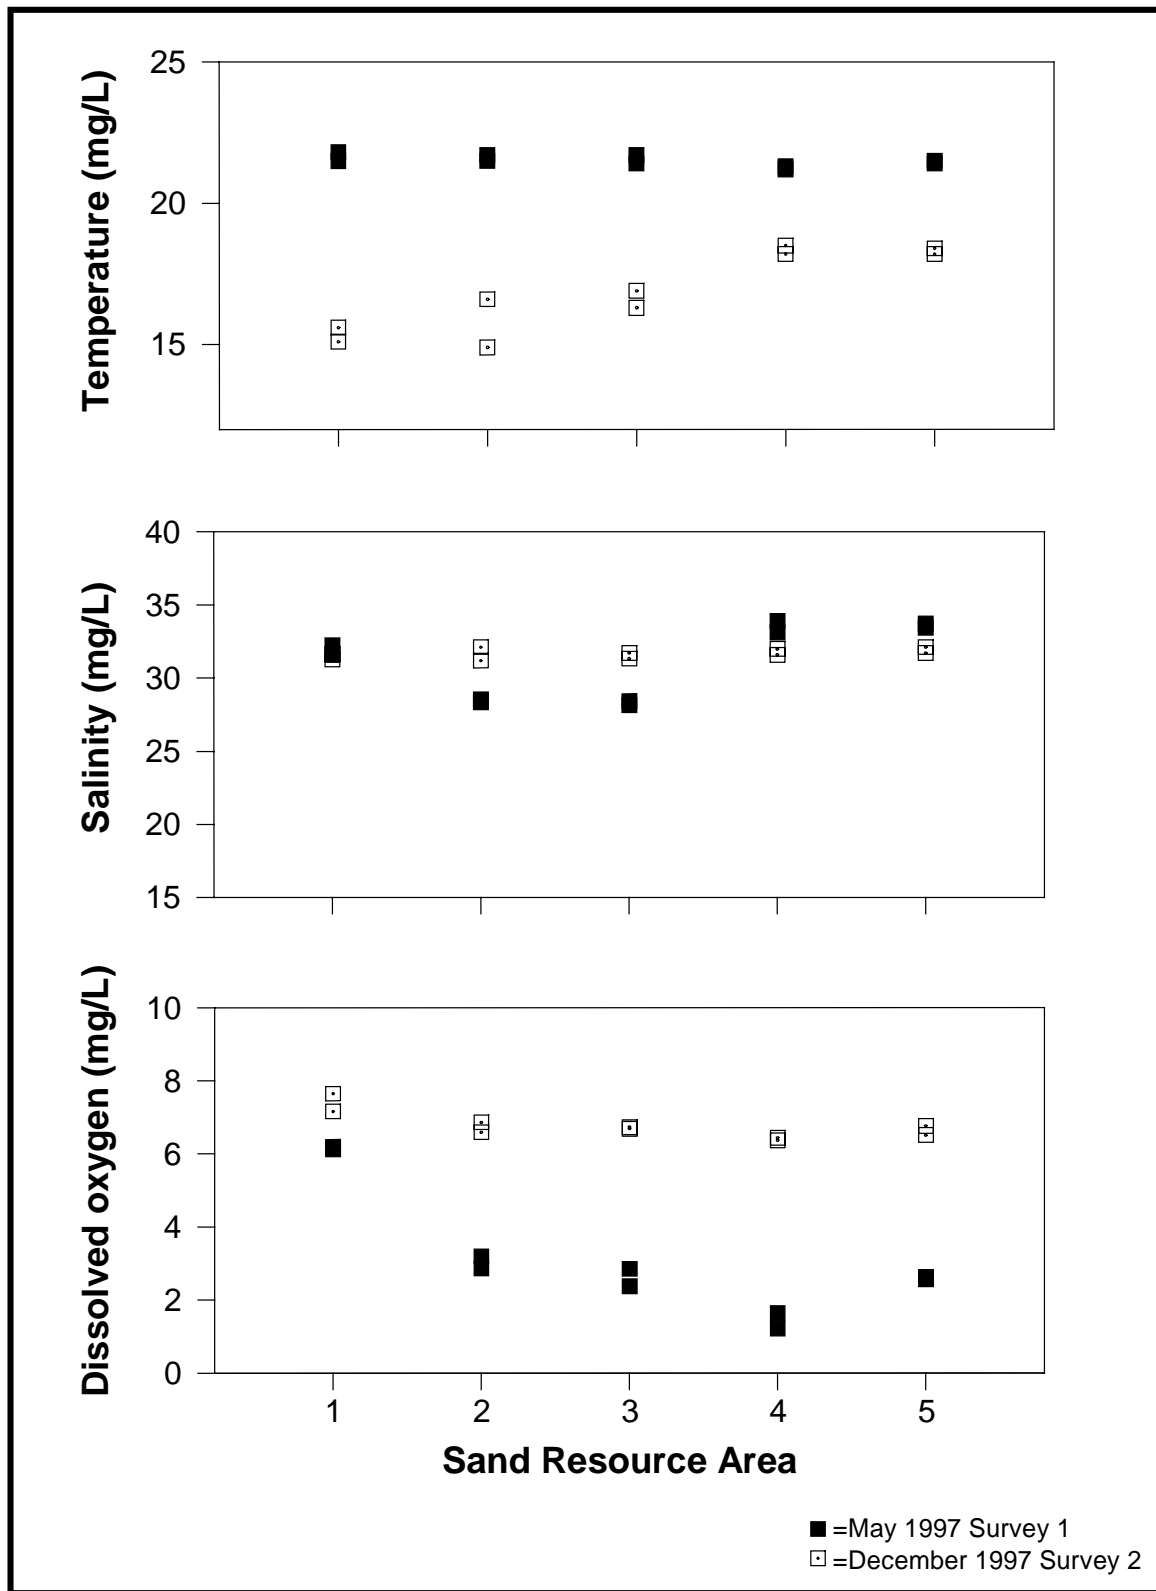 Temperature (mg/L)
25
20
15
Salinity (mg/L)
40
35
30
25
20
15
Dissolved oxygen (mg/L)
10
8
6
4
2
0
1 2 3 4 5
Sand Resource Area
=May 1997 Survey 1
=December 1997 Survey 2